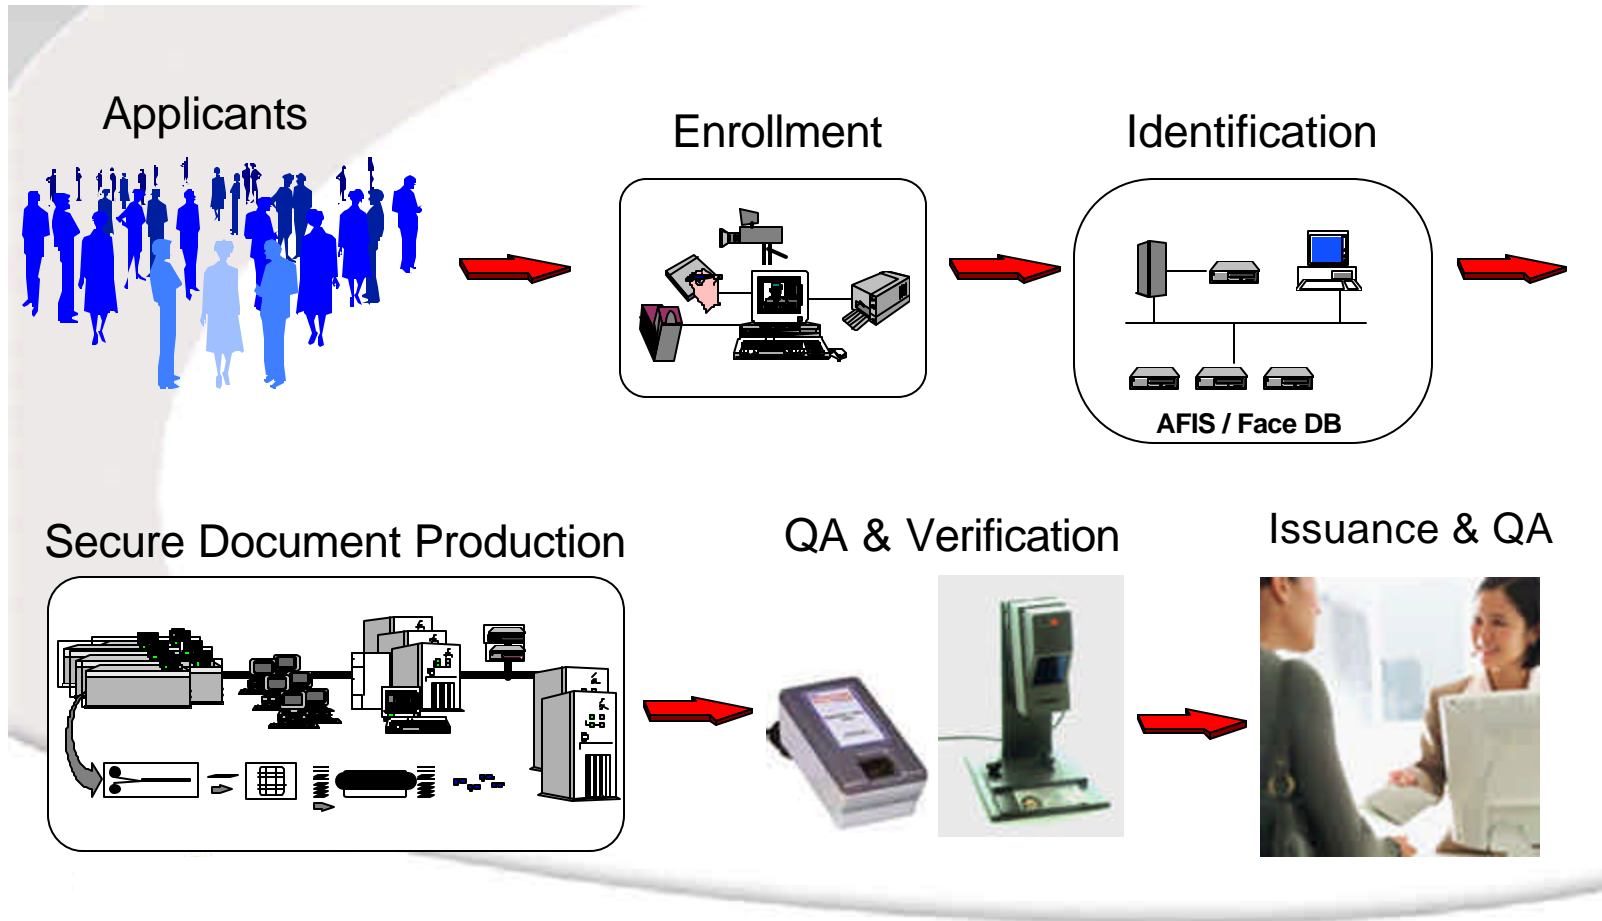 Applicants
Enrollment
Identification
AFIS / Face DB
Secure Document Production
QA & Verification
Issuance & QA